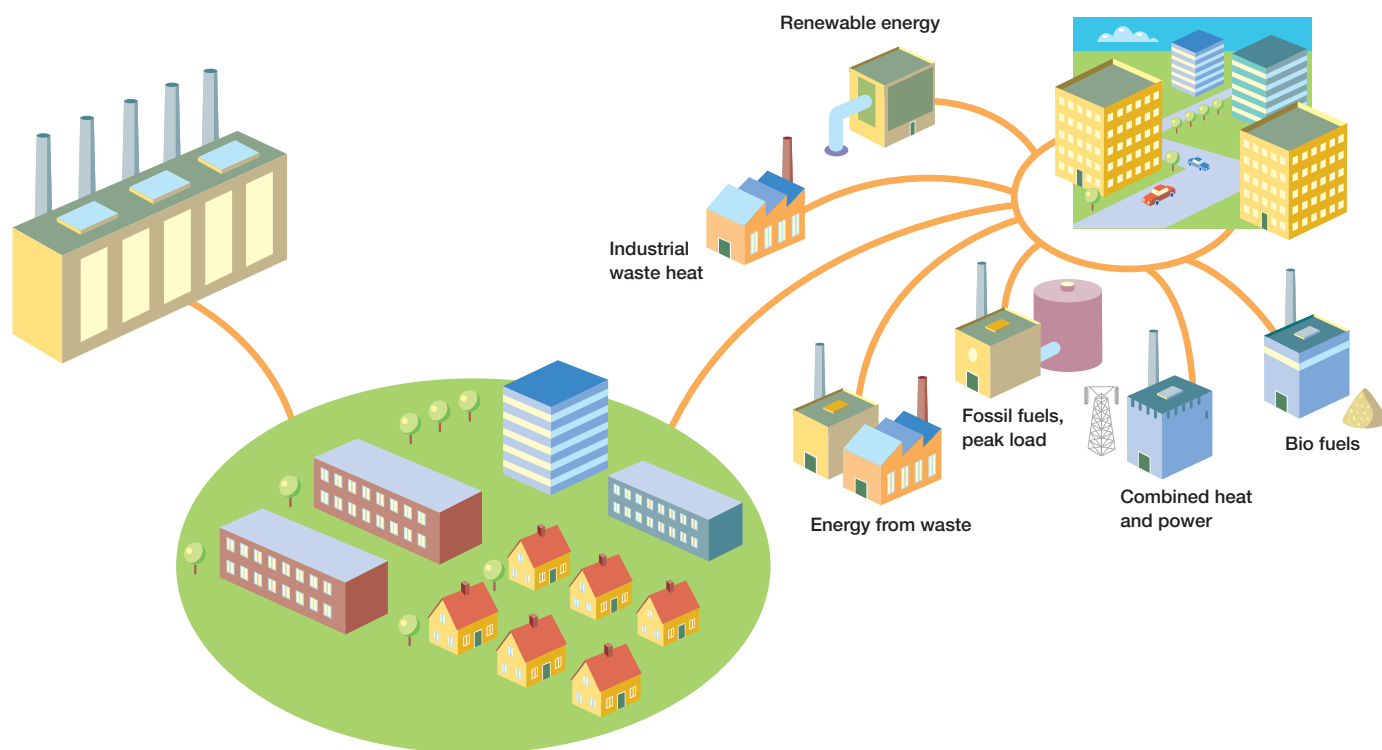 Renewable energy
Industrial
waste heat
Fossil fuels,
peak load
Bio fuels
Combined heat
and power
Energy from waste